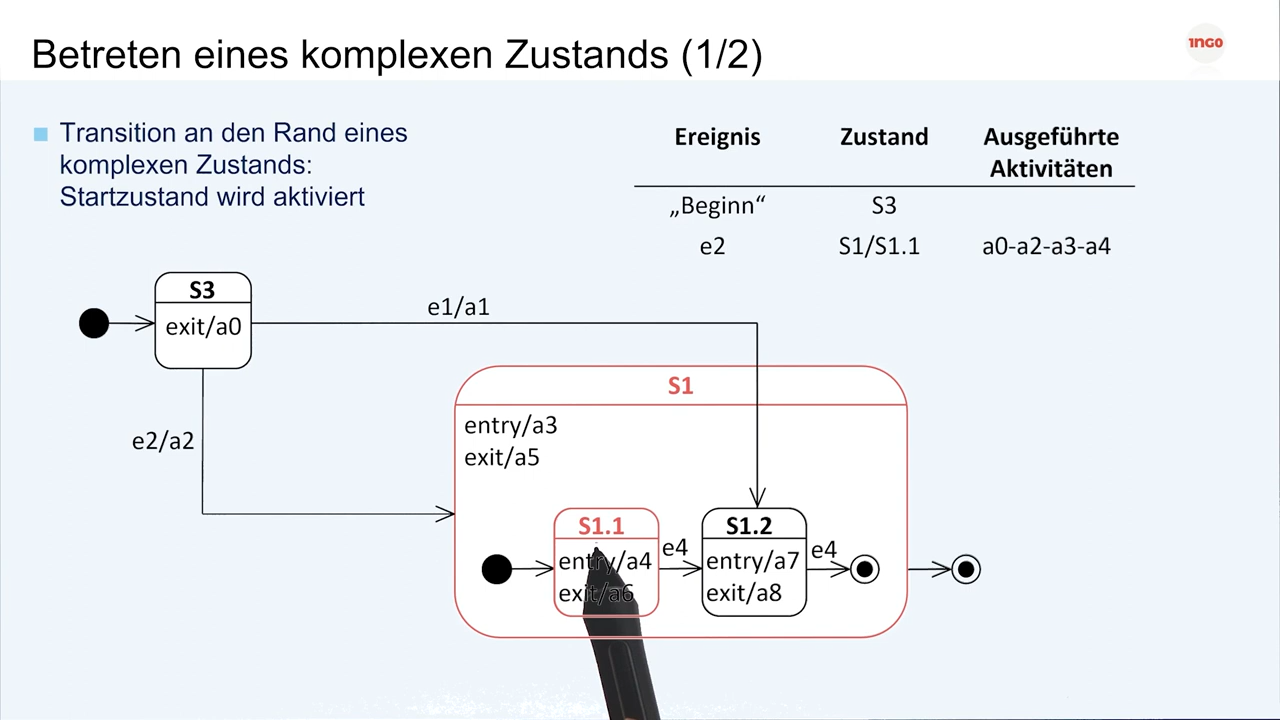 Betreten eines komplexen Zustands (1/2)
1NGO
Transition an den Rand eines
komplexen Zustands:
Startzustand wird aktiviert
Ereignis Zustand Ausgeführte
Aktivitäten
„Beginn“ S3
e2 S1/S1.1 a0-a2-a3-a4
S3
exit/a0
e1/a1
e2/a2
S1
entry/a3
exit/a5
S1.1
entry/a4
exit/a6
e4
S1.2
entry/a7
exit/a8
e4